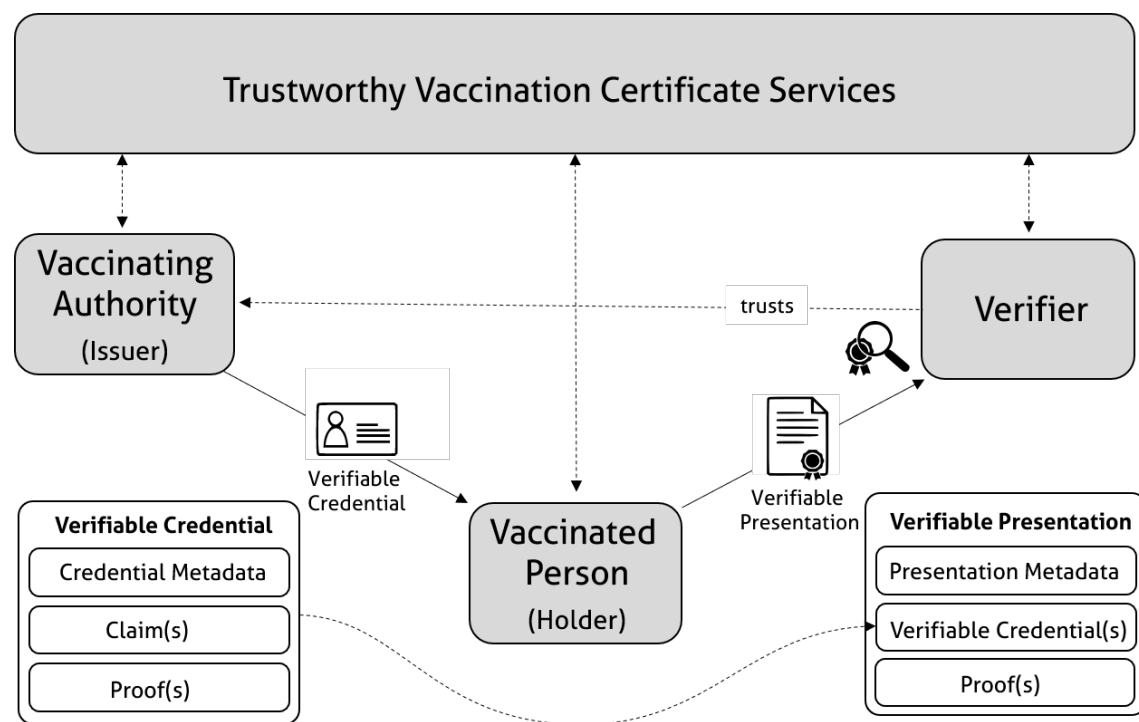 Trustworthy Vaccination Certificate Services
Vaccinating
Authority
(Issuer)
trusts
Verifier
Verifiable
Credential
Verifiable
Presentation
Vaccinated
Person
(Holder)
Verifiable Credential
Credential Metadata
Claim(s)
Proof(s)
Verifiable Presentation
Presentation Metadata
Verifiable Credential(s)
Proof(s)